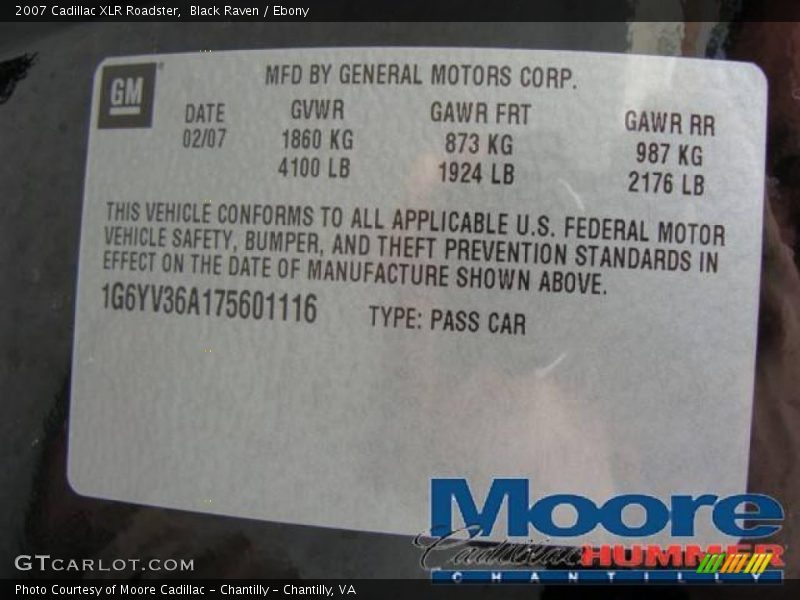 2007 Cadillac XLR Roadster,  Black Raven / Ebony
GM
MFD BY GENERAL MOTORS CORP.
DATE GVWR GAWR FRT GAWR RR
02/07 1860 KG 873 KG 987 KG
4100 LB 1924 LB 2176 LB
THIS VEHICLE CONFORMS TO ALL APPLICABLE U.S. FEDERAL MOTOR
VEHICLE SAFETY, BUMPER, AND THEFT PREVENTION STANDARDS IN
EFFECT ON THE DATE OF MANUFACTURE SHOWN ABOVE.
1G6YV36A175601116 TYPE: PASS CAR
Moore
Cadillac HUMMER
CHANTILLY
GTCARLOT.COM
Photo Courtesy of Moore Cadillac - Chantilly - Chantilly, VA